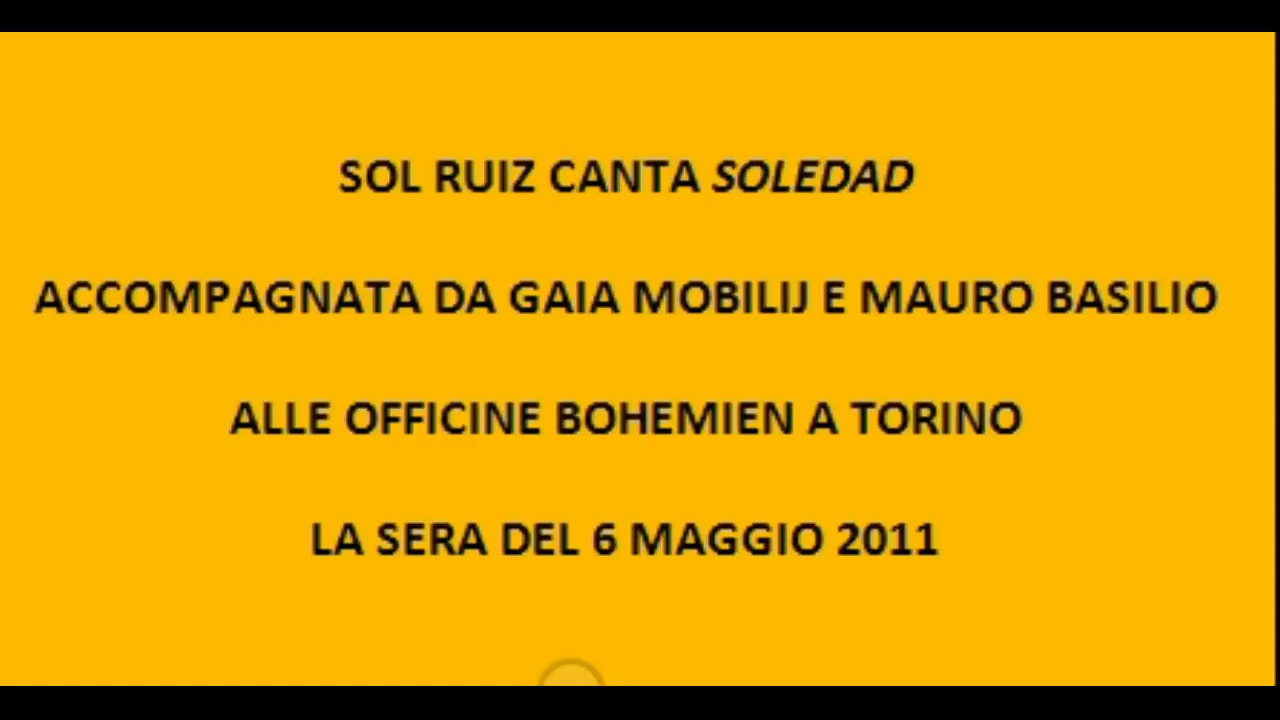 SOL RUIZ CANTA SOLEDAD
ACCOMPAGNATA DA GAIA MOBILIJ E MAURO BASILIO
ALLE OFFICINE BOHEMIEN A TORINO
LA SERA DEL 6 MAGGIO 2011